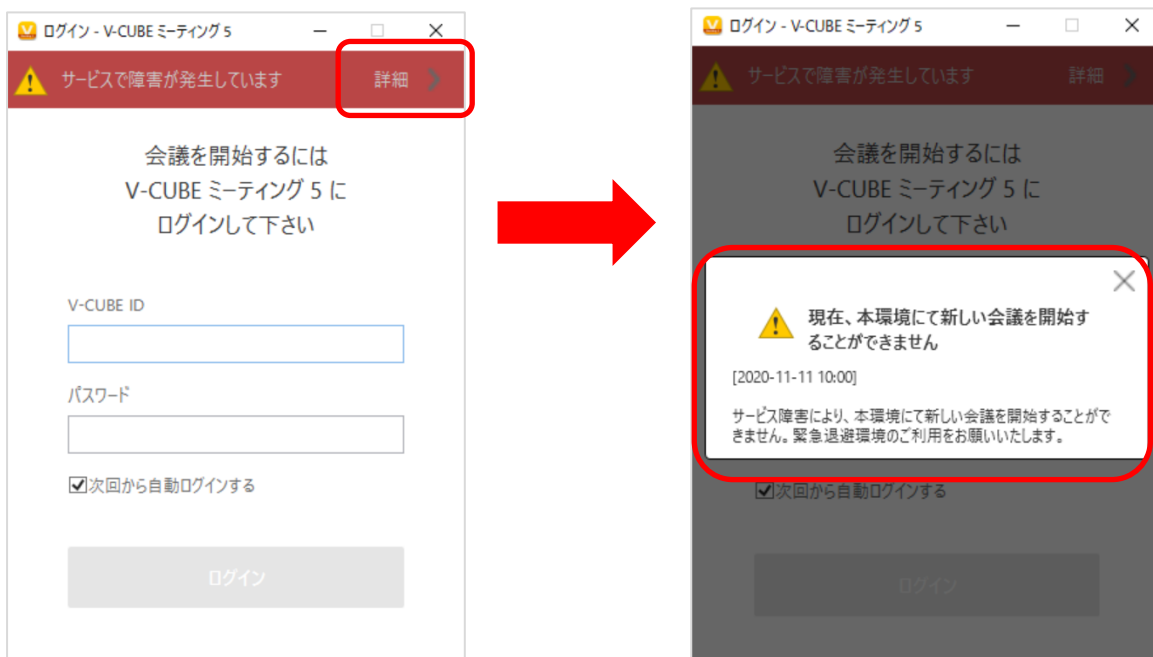 ログイン - V-CUBE ミーティング 5
サービスで障害が発生しています
詳細
会議を開始するには
V-CUBE ミーティング 5 に
ログインして下さい
V-CUBE ID
パスワード
次回から自動ログインする
ログイン
ログイン - V-CUBE ミーティング 5
サービスで障害が発生しています
詳細
会議を開始するには
V-CUBE ミーティング 5 に
ログインして下さい
現在、本環境にて新しい会議を開始す
ることができません
[2020-11-11 10:00]
サービス障害により、本環境にて新しい会議を開始することがで
きません。緊急退避環境のご利用をお願いいたします。
次回から自動ログインする
ログイン